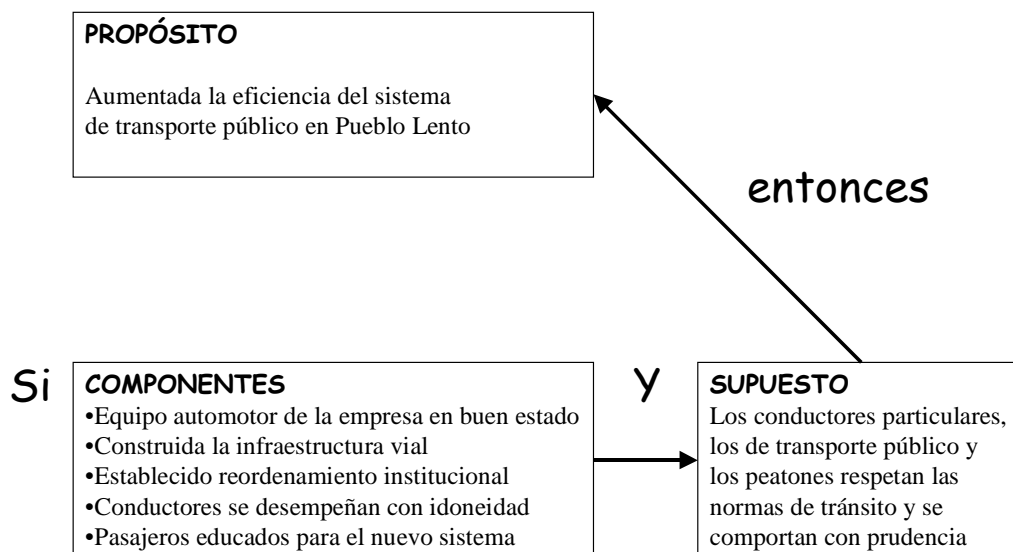 PROPÓSITO
Aumentada la eficiencia del sistema
de transporte público en Pueblo Lento
entonces
Si
COMPONENTES
•Equipo automotor de la empresa en buen estado
•Construida la infraestructura vial
•Establecido reordenamiento institucional
•Conductores se desempeñan con idoneidad
•Pasajeros educados para el nuevo sistema
Y
SUPUESTO
Los conductores particulares,
los de transporte público y
los peatones respetan las
normas de tránsito y se
comportan con prudencia